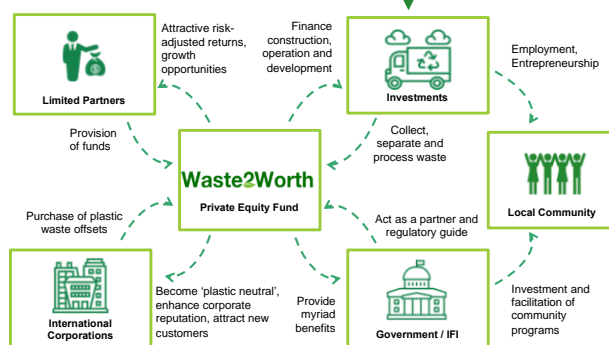 Attractive risk-
adjusted returns,
growth
opportunities
Finance
construction,
operation and
development
Employment,
Entrepreneurship
Limited Partners
Investments
Provision
of funds
Collect,
separate and
process waste
Waste2Worth
Private Equity Fund
Local Community
Purchase of plastic
waste offsets
Act as a partner and
regulatory guide
Become ‘plastic neutral’,
enhance corporate
reputation, attract new
customers
Provide
myriad
benefits
Investment and
facilitation of
community
programs
International
Corporations
Government / IFI